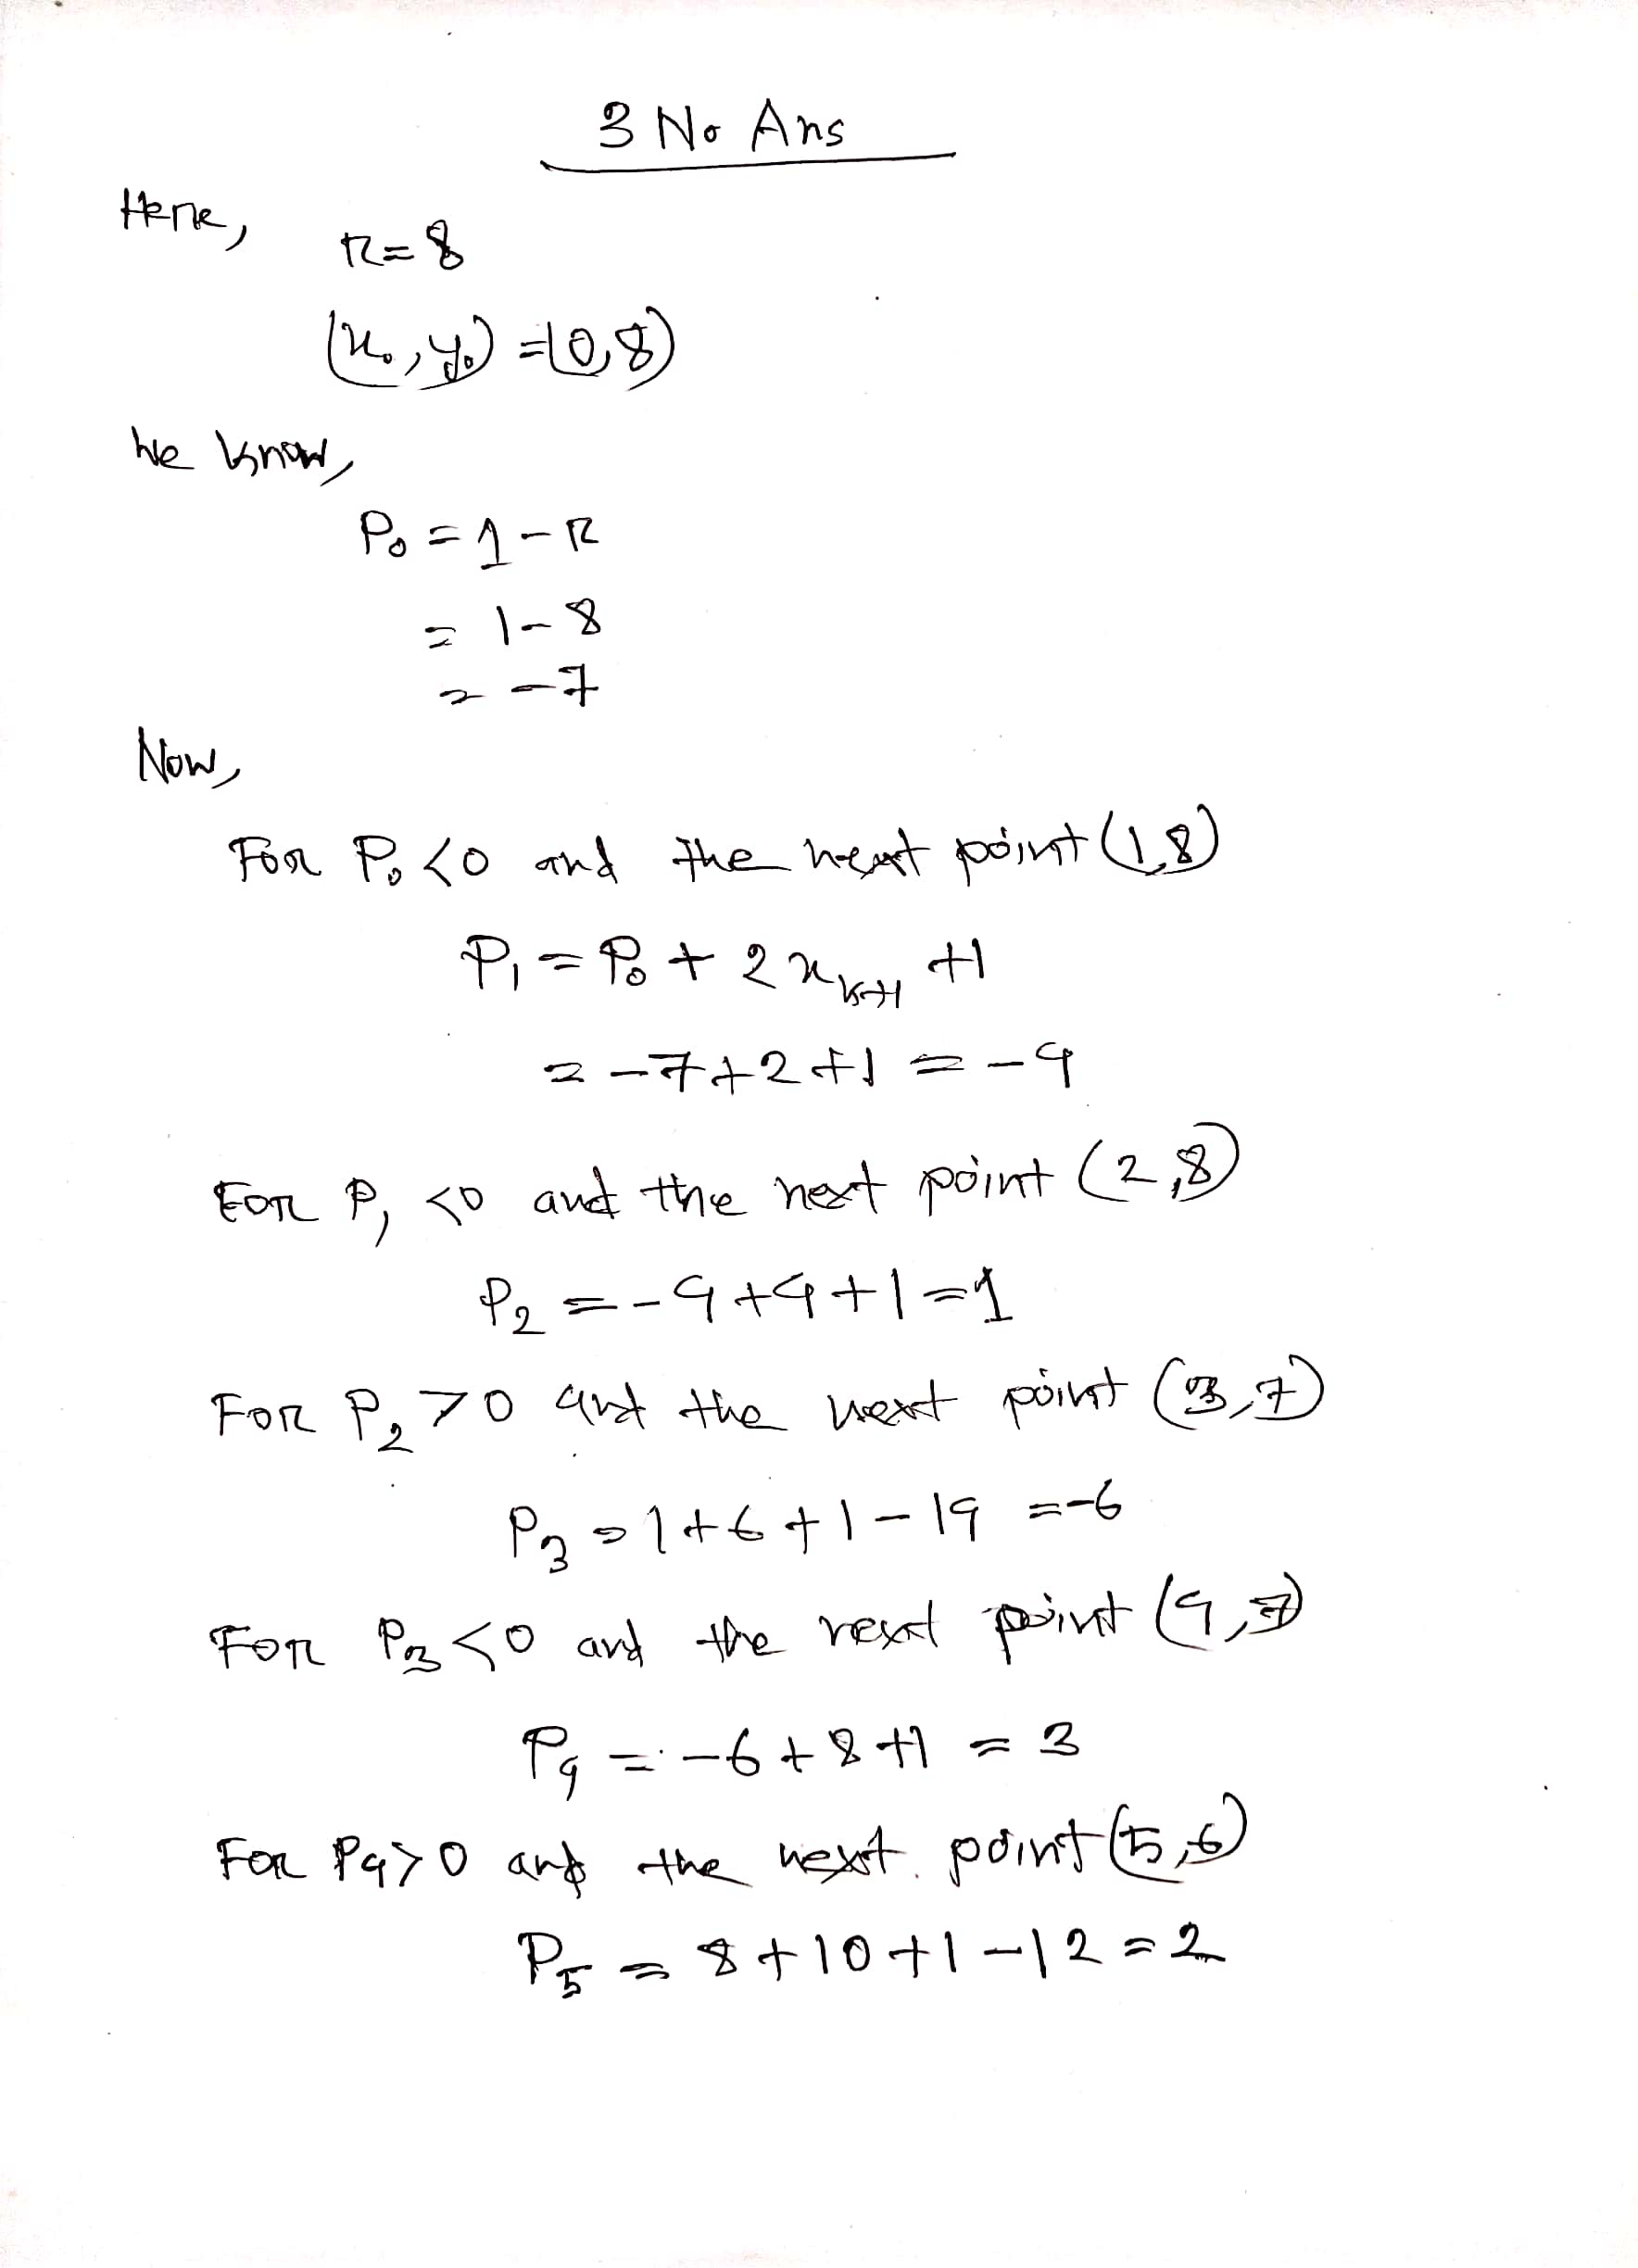 3 No Ans
Here,
R=8
(x₀, y₀) = (0,8)
We know,
P₀ = 1 - R
= 1 - 8
= -7
Now,
For P₀ <0 and the next point (1,8)
P₁ = P₀ + 2x_{k+1} +1
= -7+2+1 = -4
For P₁ <0 and the next point (2,8)
P₂ = -4+4+1=1
For P₂ >0 and the next point (3,7)
P₃ = 1+6+1-14 =-6
For P₃ <0 and the next point (4,7)
P₄ = -6+8+1 = 3
For P₄>0 and the next point (5,6)
P₅ = 8+10+1-12=2